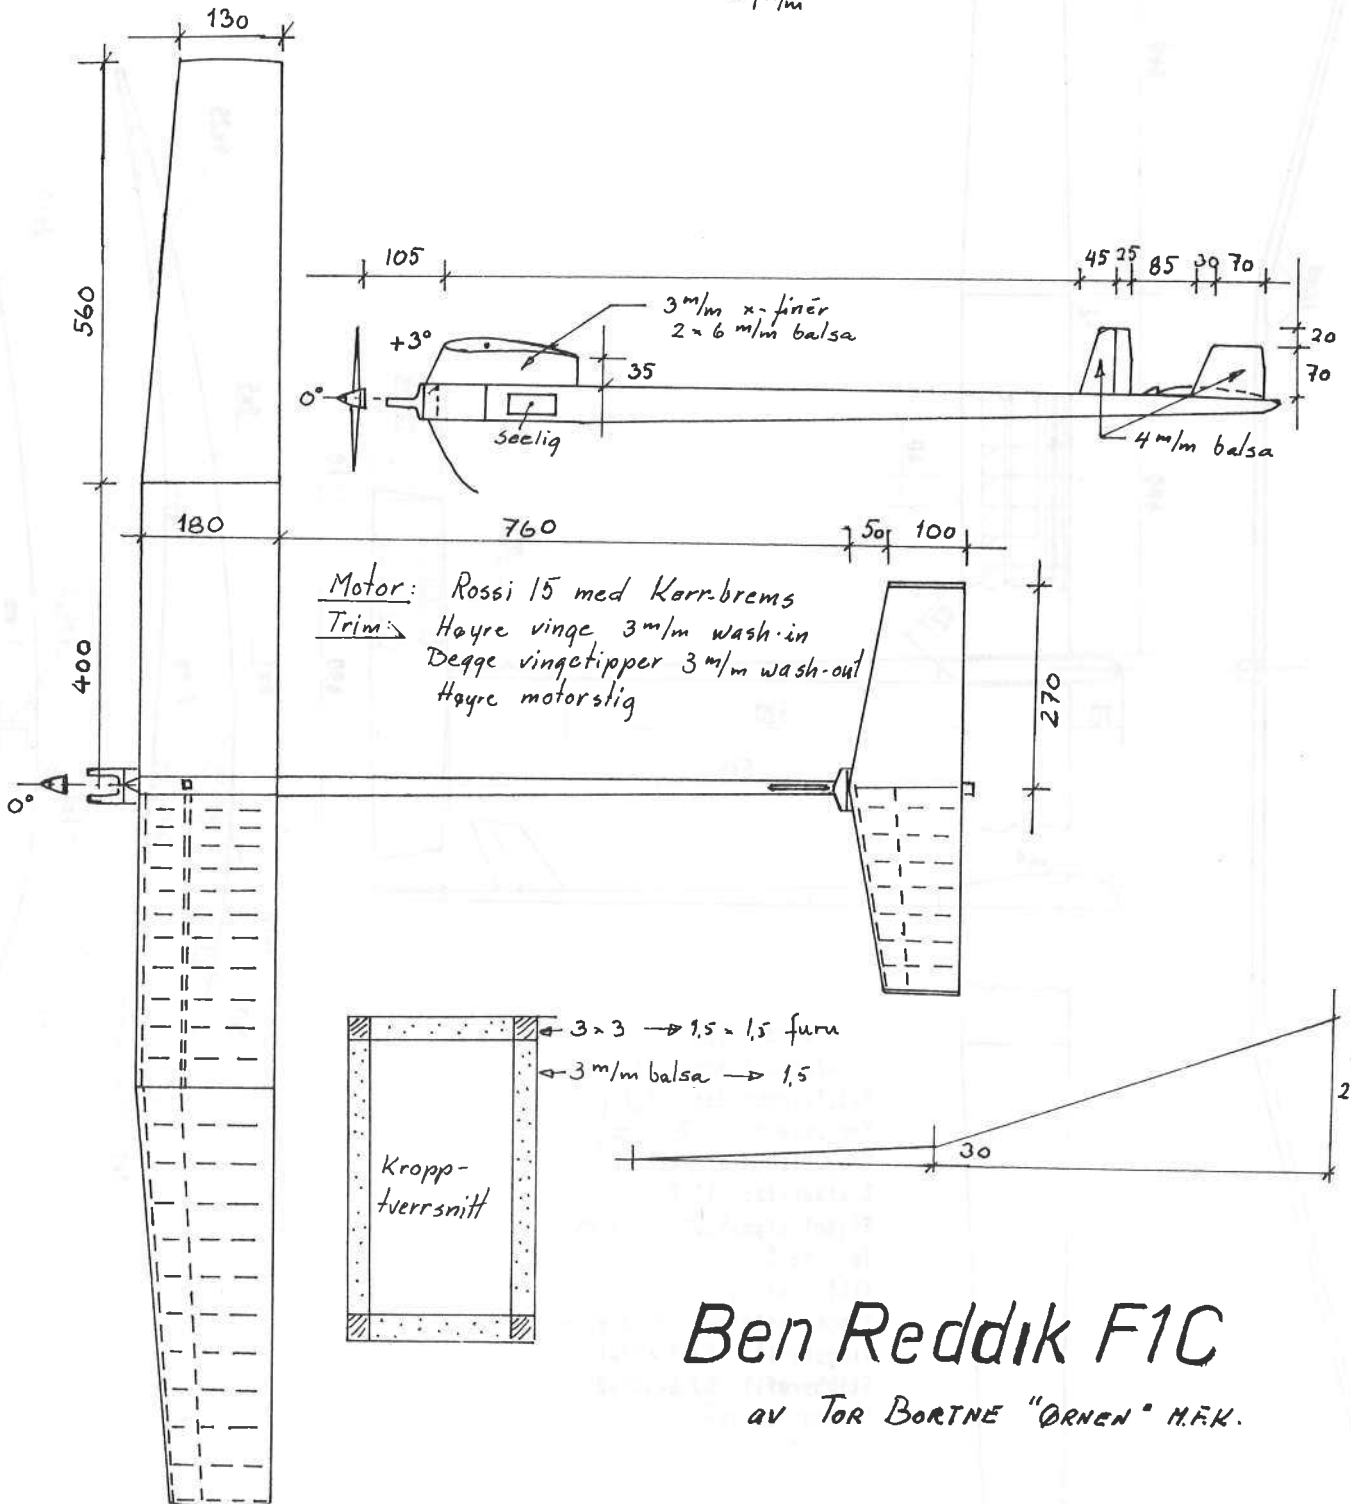 130
105
45 25 85 30 70
560
3 m/m x-finér
2 x 6 m/m balsa
+3°
35
20
70
0°
seelig
4 m/m balsa
180
760
50 100
Motor: Rossi 15 med Kærr-brems
Trim: Høyre vinge 3 m/m wash-in
Begge vingetipper 3 m/m wash-out
Høyre motorstig
400
270
0°
3 x 3 → 1,5 x 1,5 furu
3 m/m balsa → 1,5
30
Kropp-
tverrsnitt
Ben Reddik F1C
av TOR BORTNE "ØRNEN" M.F.K.